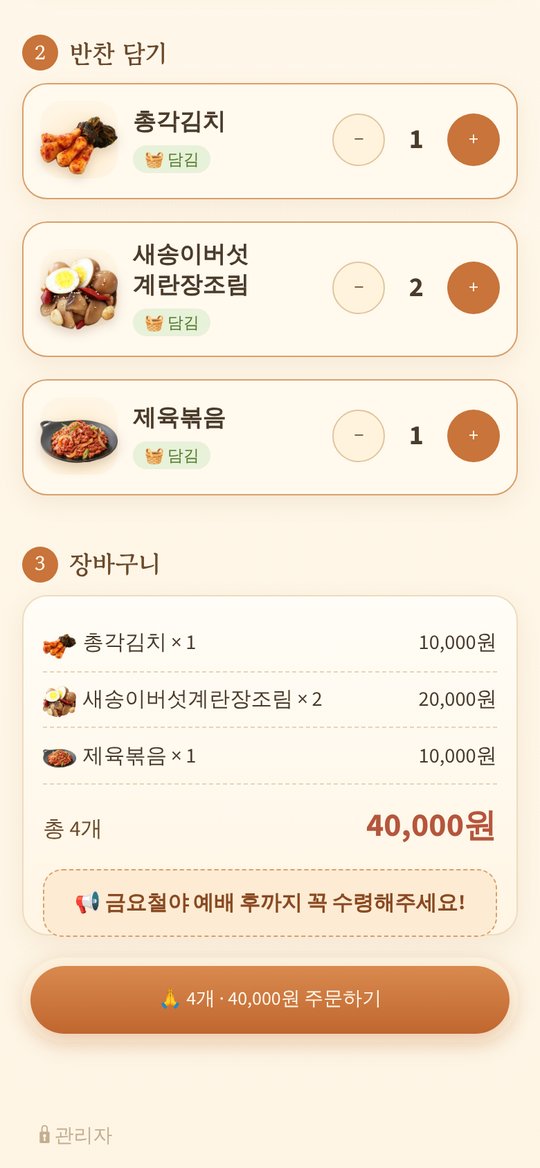 2 반찬 담기
총각김치
🧺 담김
− 1 +
새송이버섯
계란장조림
🧺 담김
− 2 +
제육볶음
🧺 담김
− 1 +
3 장바구니
총각김치 × 1 10,000원
새송이버섯계란장조림 × 2 20,000원
제육볶음 × 1 10,000원
총 4개 40,000원
📢 금요철야 예배 후까지 꼭 수령해주세요!
🙏 4개 · 40,000원 주문하기
🔒 관리자